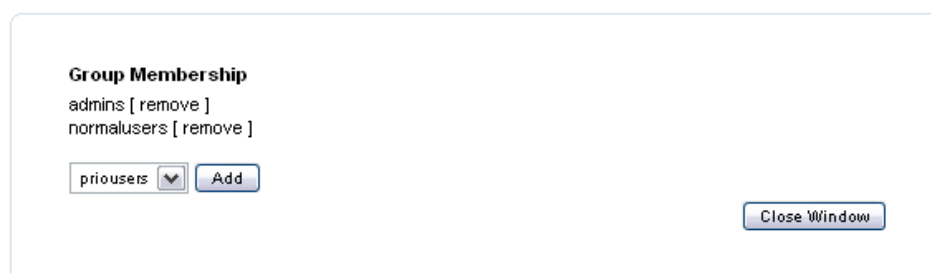 Group Membership
admins [ remove ]
normalusers [ remove ]
priousers Add
Close Window